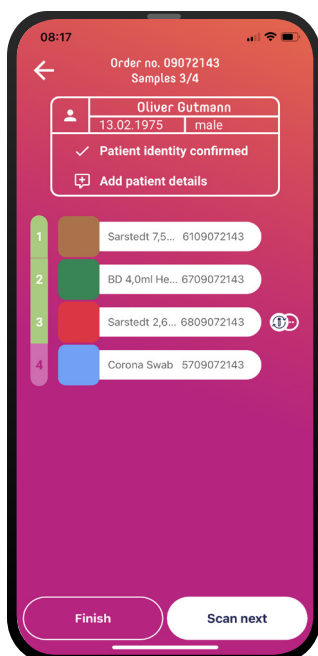 08:17
Order no. 09072143
Samples 3/4
Oliver Gutmann
13.02.1975 male
Patient identity confirmed
Add patient details
1 Sarstedt 7,5... 6109072143
2 BD 4,0ml He... 6709072143
3 Sarstedt 2,6... 6809072143
4 Corona Swab 5709072143
Finish Scan next